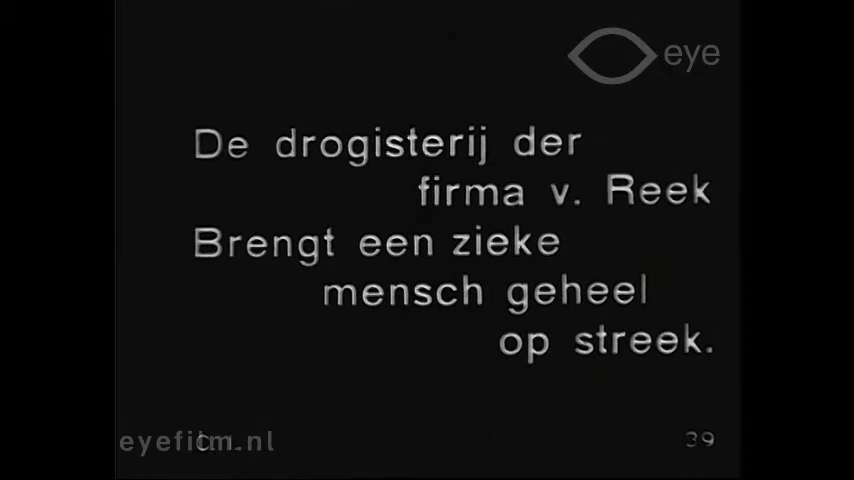 eye
De drogisterij der
firma v. Reek
Brengt een zieke
mensch geheel
op streek.
eyefilm.nl
39